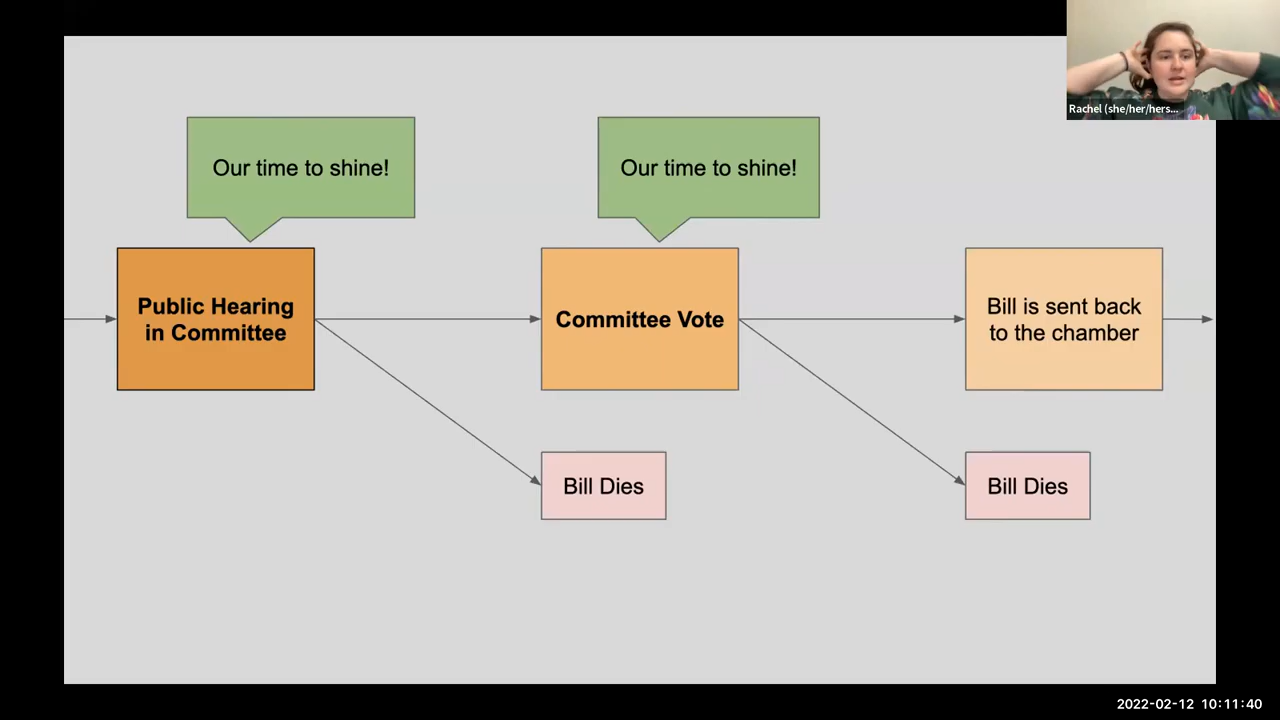 Rachel (she/her/hers...
Our time to shine!
Our time to shine!
Public Hearing
in Committee
Committee Vote
Bill is sent back
to the chamber
Bill Dies
Bill Dies
2022-02-12 10:11:40